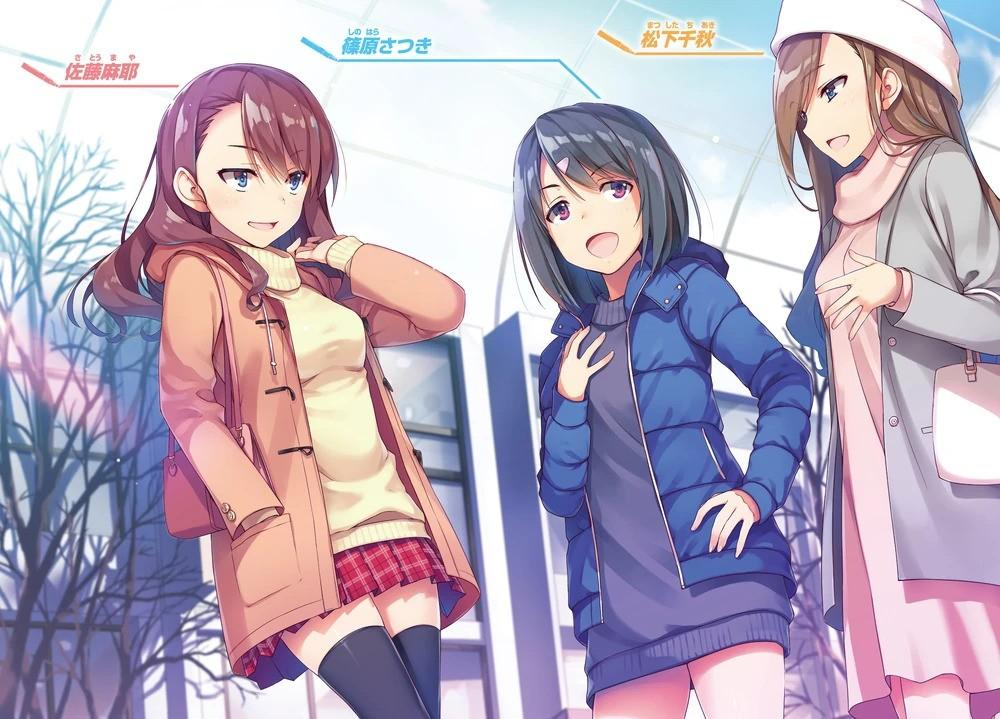 さとうまや
佐藤麻耶
しのはら
篠原さつき
まつしたちあき
松下千秋